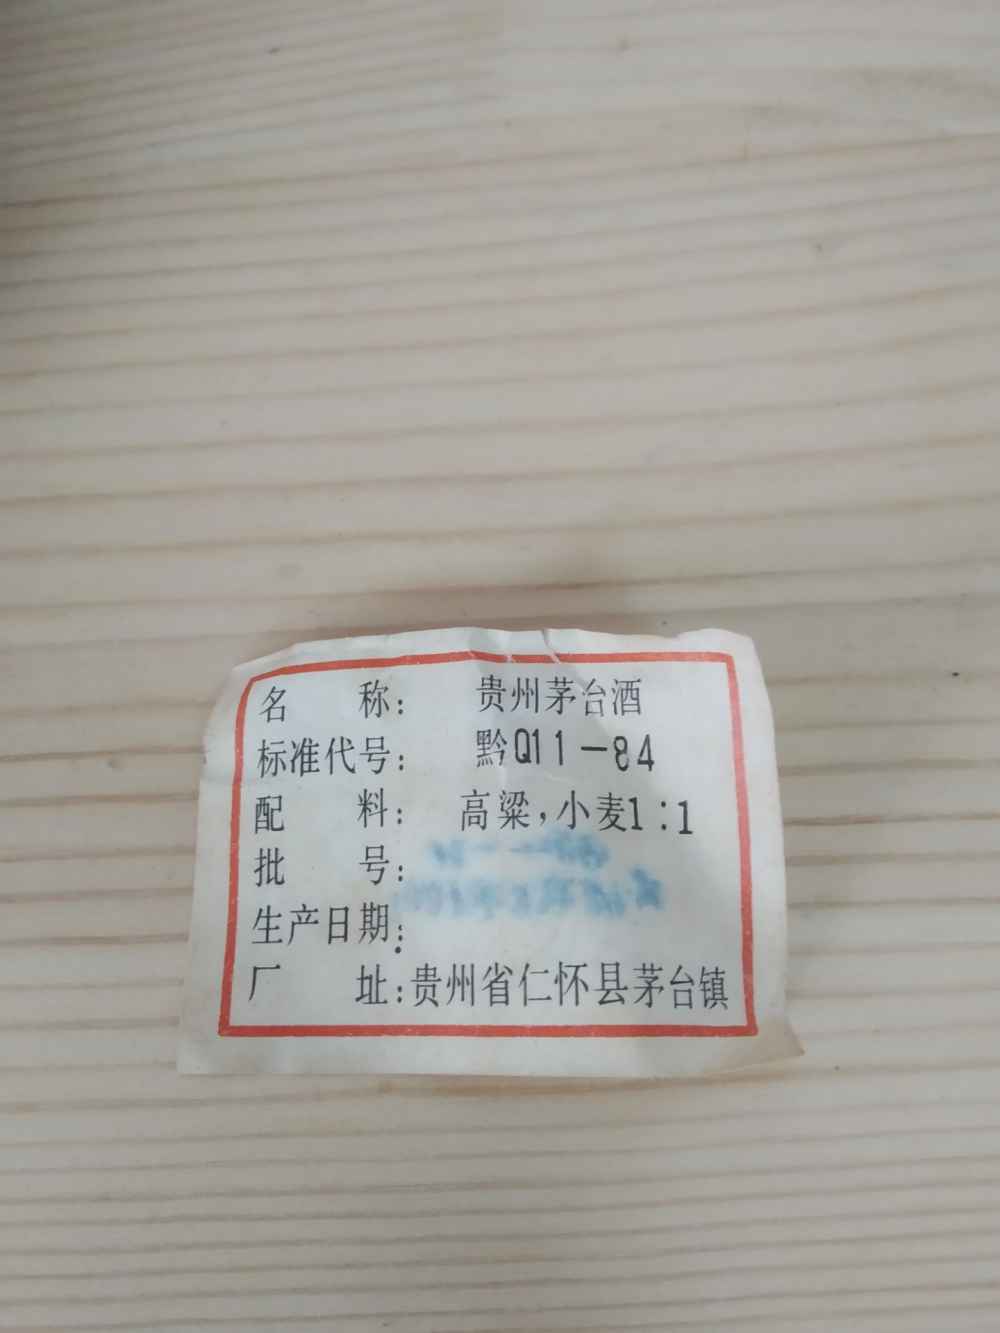 名 称： 贵州茅台酒
标准代号： 黔Q11－84
配 料： 高粱，小麦1：1
批 号：
生产日期：
厂 址：贵州省仁怀县茅台镇